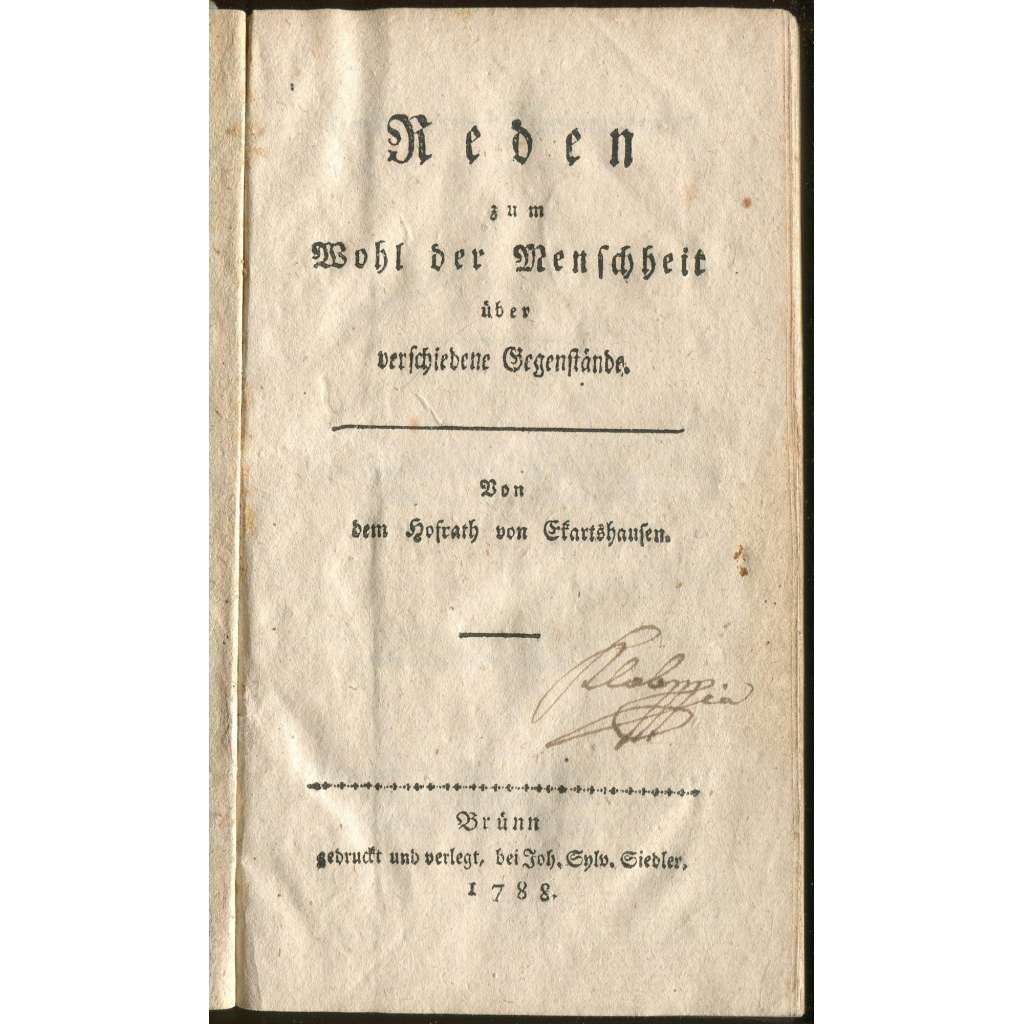 Reden
zum
Wohl der Menschheit
über
verschiedene Gegenstände.
Von
dem Hofrath von Ekartshausen.
Brünn
gedruckt und verlegt, bei Joh. Sylv. Siedler.
1788.